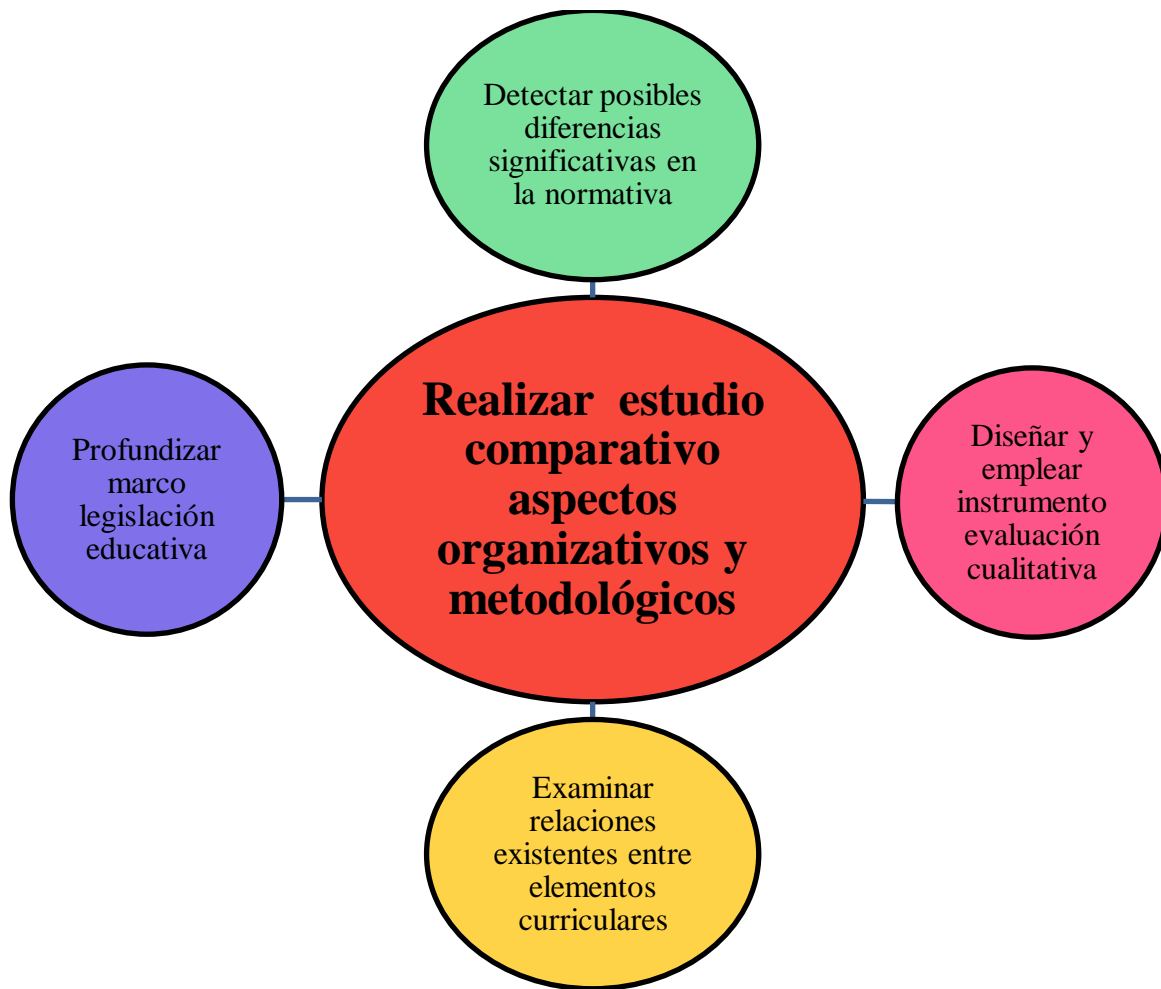 Detectar posibles
diferencias
significativas en
la normativa
Realizar estudio
comparativo
aspectos
organizativos y
metodológicos
Profundizar
marco
legislación
educativa
Diseñar y
emplear
instrumento
evaluación
cualitativa
Examinar
relaciones
existentes entre
elementos
curriculares